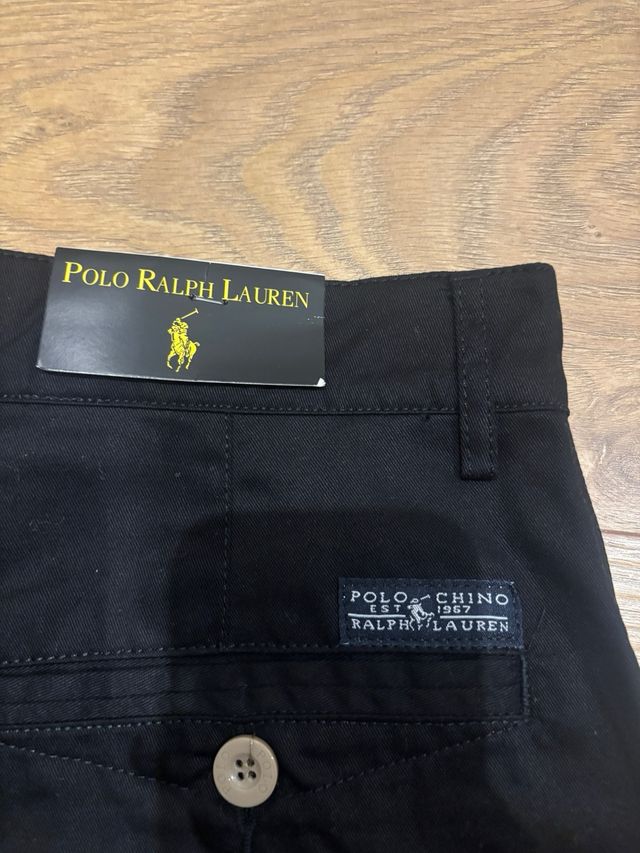 POLO RALPH LAUREN
POLO CHINO
EST 1967
RALPH LAUREN